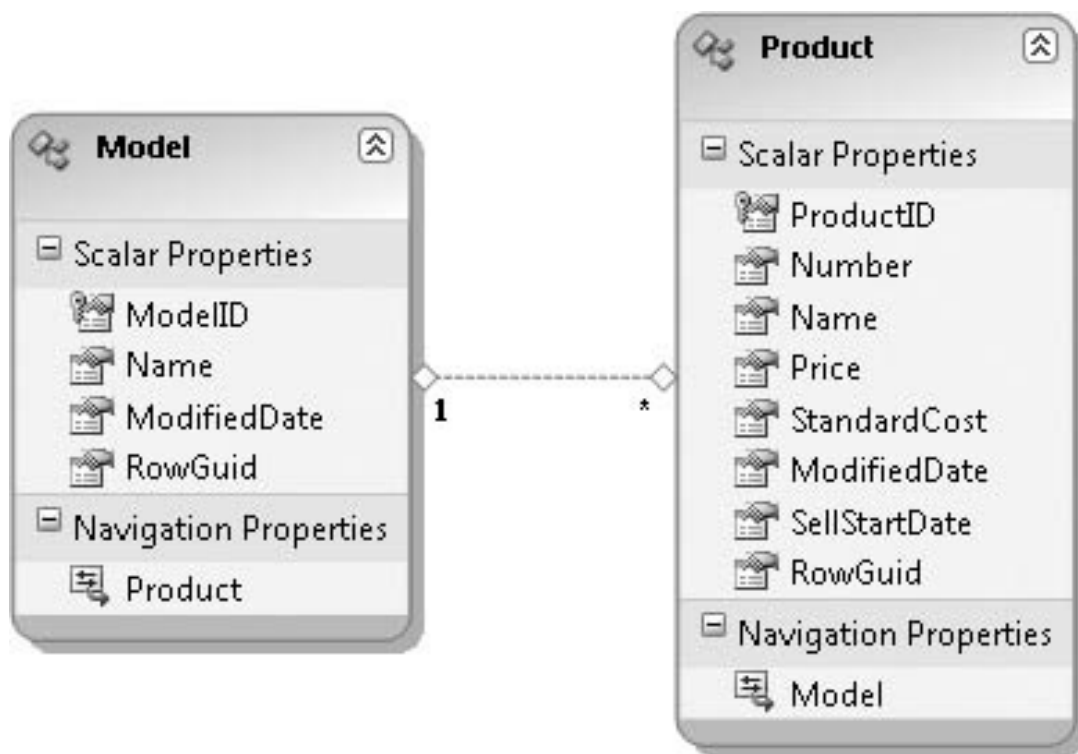 Model
Scalar Properties
ModelID
Name
ModifiedDate
RowGuid
Navigation Properties
Product
1
*
Product
Scalar Properties
ProductID
Number
Name
Price
StandardCost
ModifiedDate
SellStartDate
RowGuid
Navigation Properties
Model